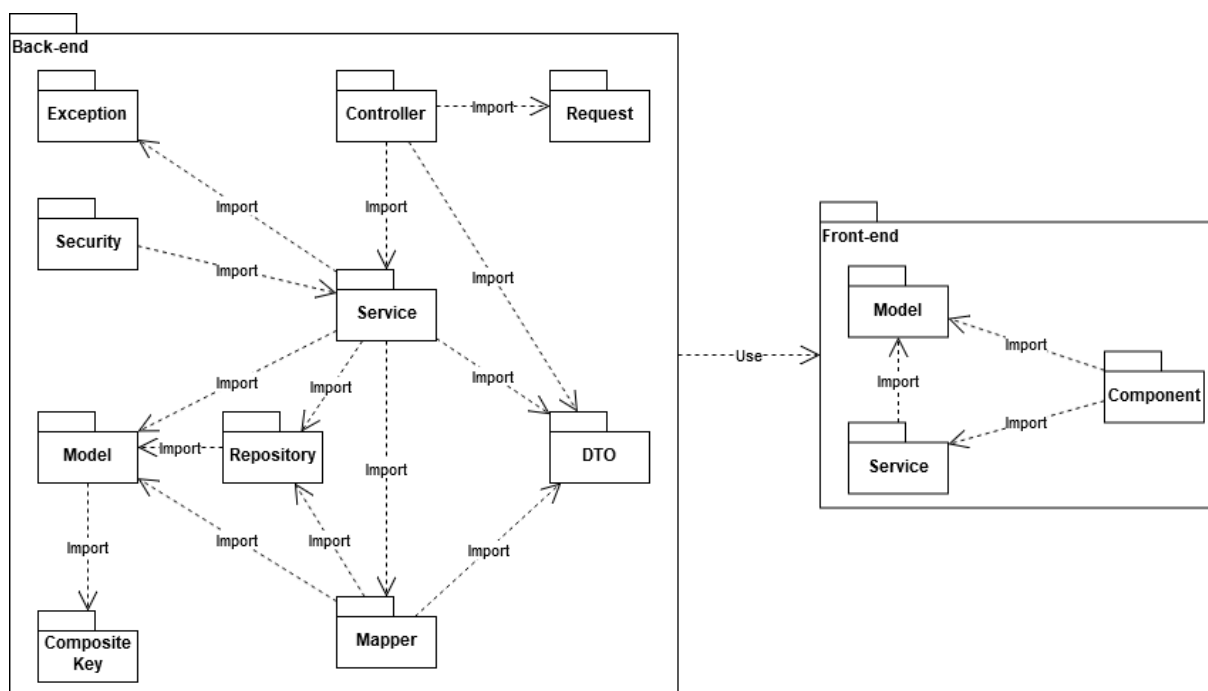 Back-end
Exception
Controller
Import
Request
Import
Import
Security
Import
Import
Service
Import
Import
Import
Model
Import
Repository
Import
DTO
Import
Import
Import
Import
Composite
Key
Mapper
Use
Front-end
Model
Import
Import
Component
Import
Service